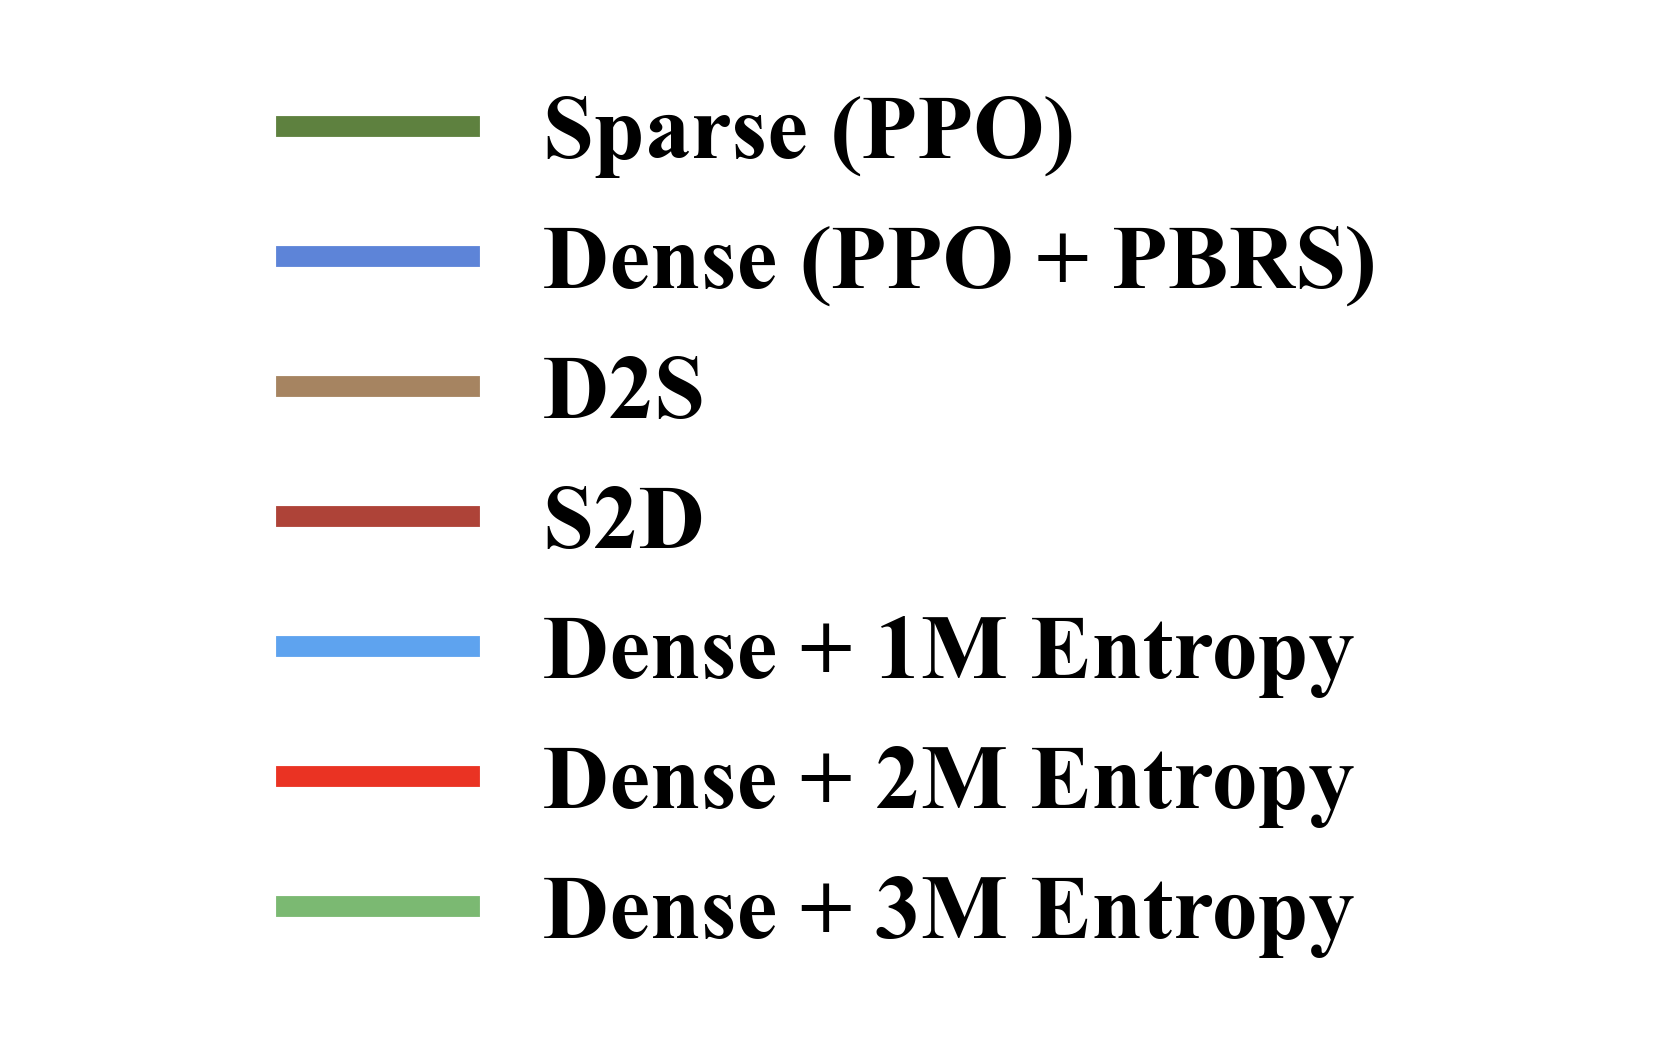 Sparse (PPO)
Dense (PPO + PBRS)
D2S
S2D
Dense + 1M Entropy
Dense + 2M Entropy
Dense + 3M Entropy